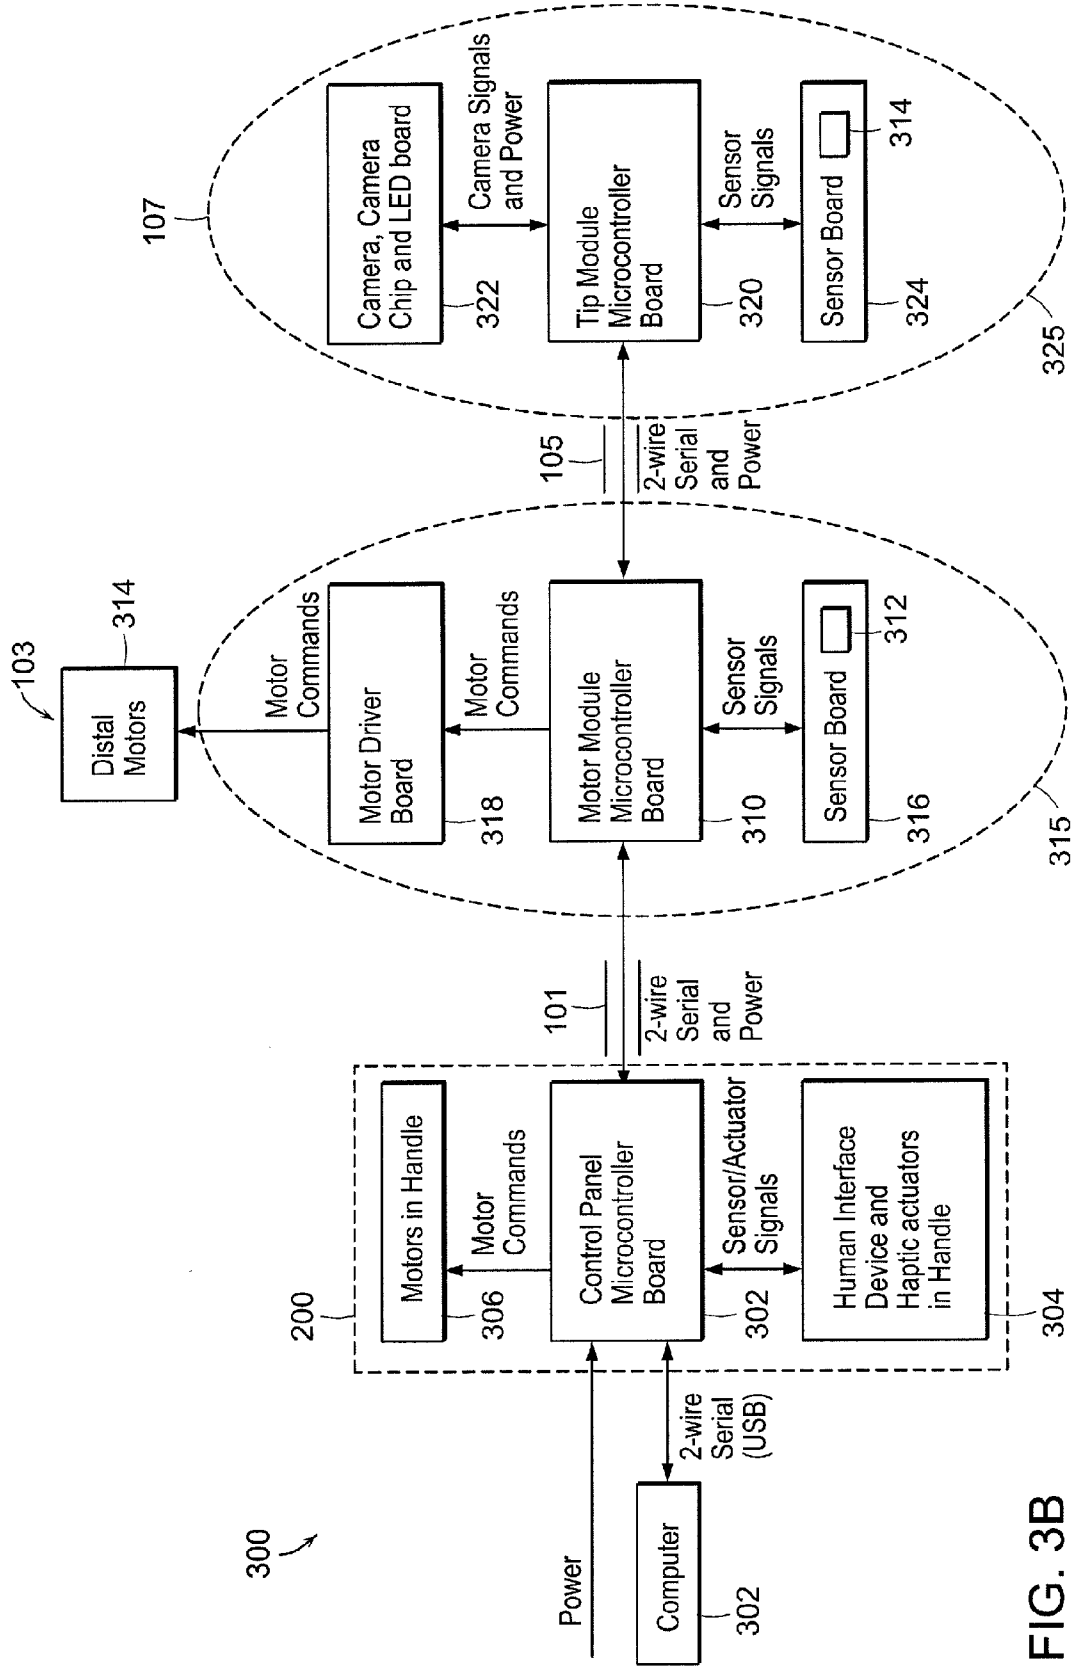 300
Power
Computer
302
2-wire
Serial
(USB)
200
Motors in Handle
306
Motor
Commands
Control Panel
Microcontroller
Board
302
Sensor/Actuator
Signals
Human Interface
Device and
Haptic actuators
in Handle
304
101
2-wire
Serial
and
Power
103
Distal
Motors
314
Motor
Commands
Motor Driver
Board
318
Motor
Commands
Motor Module
Microcontroller
Board
310
Sensor
Signals
Sensor Board
312
316
315
105
2-wire
Serial
and
Power
107
Camera, Camera
Chip and LED board
322
Camera Signals
and Power
Tip Module
Microcontroller
Board
320
Sensor
Signals
Sensor Board
314
324
325
FIG. 3B